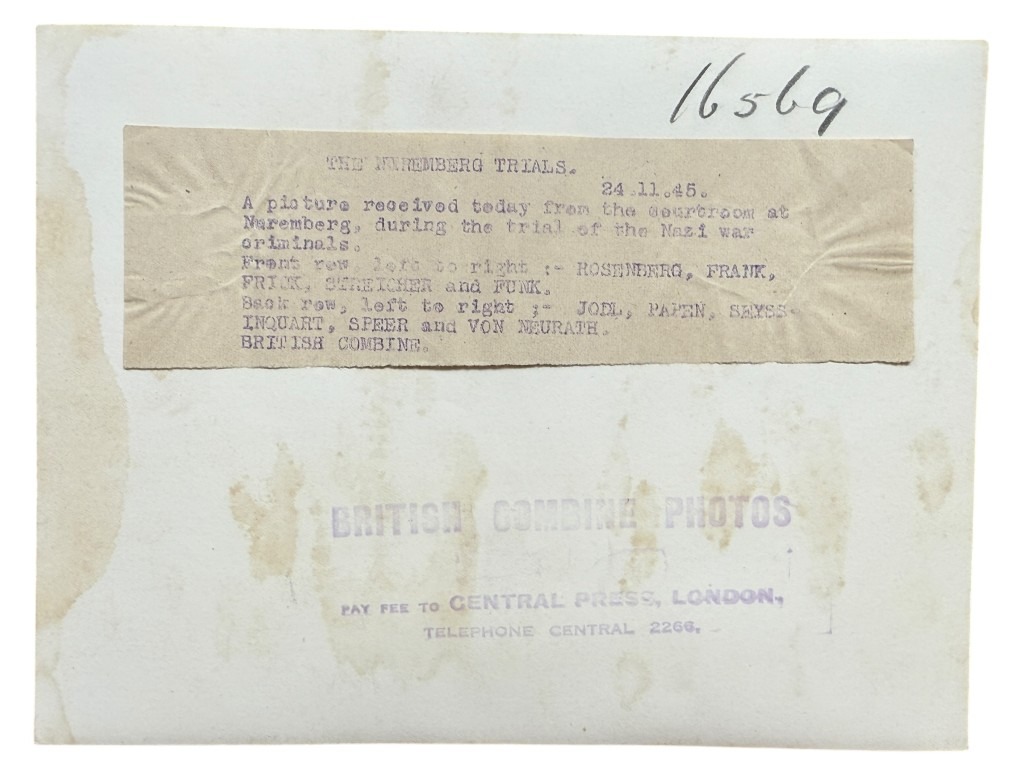 16569
THE NUREMBERG TRIALS.
24.11.45.
A picture received today from the courtroom at
Nuremberg, during the trial of the Nazi war
criminals.
Front row, left to right :- ROSENBERG, FRANK,
FRICK, STREICHER and FUNK.
Back row, left to right ;- JODL, PAPEN, SEYSS-
INQUART, SPEER and VON NEURATH.
BRITISH COMBINE.
BRITISH COMBINE PHOTOS
PAY FEE TO CENTRAL PRESS, LONDON.
TELEPHONE CENTRAL 2266.